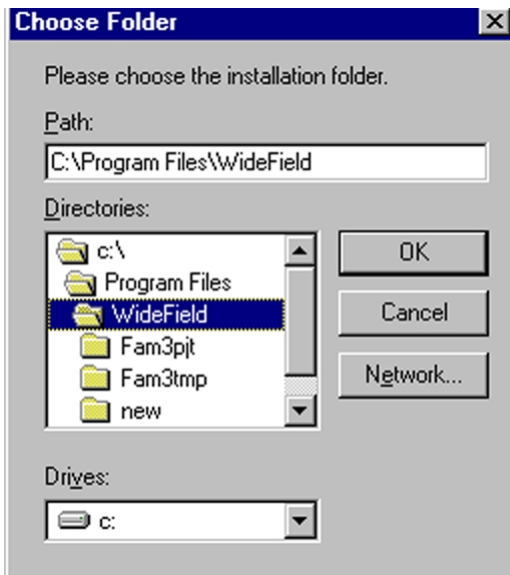 Choose Folder
Please choose the installation folder.
Path:
C:\Program Files\WideField
Directories:
c:\
Program Files
WideField
Fam3pjt
Fam3tmp
new
OK
Cancel
Network...
Drives:
c: